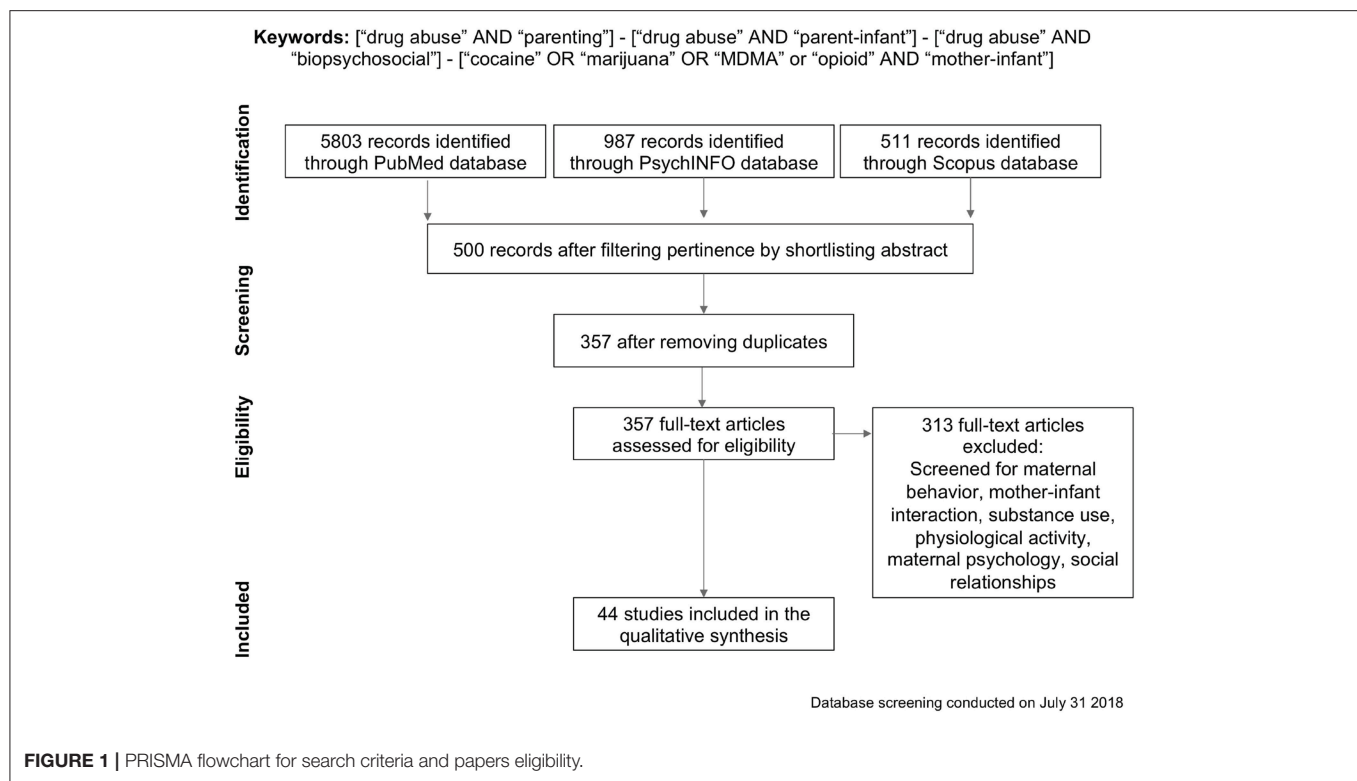 Keywords: [“drug abuse” AND “parenting”] - [“drug abuse” AND “parent-infant”] - [“drug abuse” AND
“biopsychosocial”] - [“cocaine” OR “marijuana” OR “MDMA” or “opioid” AND “mother-infant”]
Identification
5803 records identified
through PubMed database
987 records identified
through PsychINFO database
511 records identified
through Scopus database
500 records after filtering pertinence by shortlisting abstract
Screening
357 after removing duplicates
Eligibility
357 full-text articles
assessed for eligibility
313 full-text articles
excluded:
Screened for maternal
behavior, mother-infant
interaction, substance use,
physiological activity,
maternal psychology, social
relationships
Included
44 studies included in the
qualitative synthesis
Database screening conducted on July 31 2018
FIGURE 1 | PRISMA flowchart for search criteria and papers eligibility.